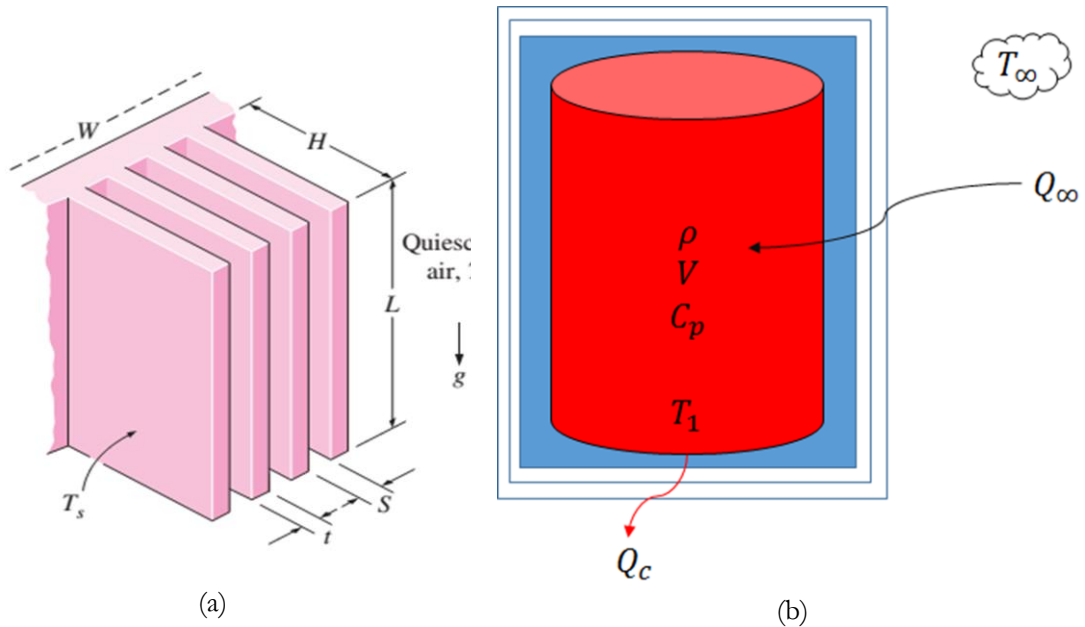 W
H
Quiesc
air,
L
g
T_s
S
t
(a)
T_∞
Q_∞
ρ
V
C_p
T_1
Q_c
(b)